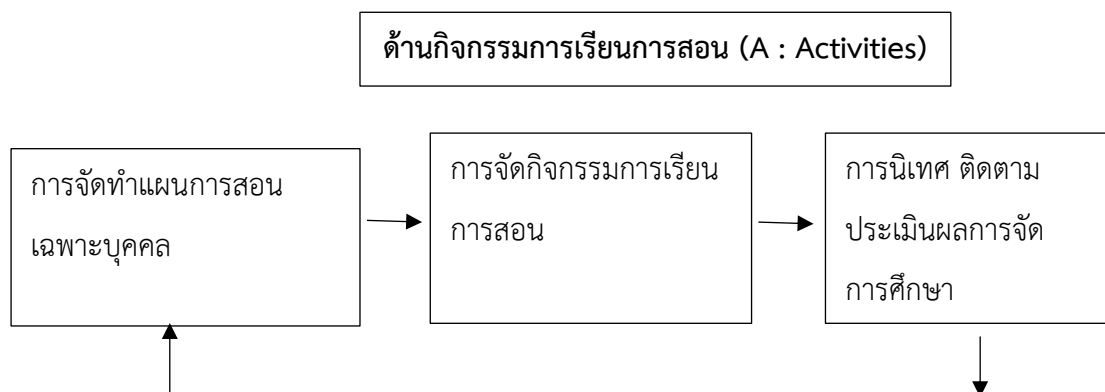 ด้านกิจกรรมการเรียนการสอน (A : Activities)
การจัดทำแผนการสอน
เฉพาะบุคคล
การจัดกิจกรรมการเรียน
การสอน
การนิเทศ ติดตาม
ประเมินผลการจัด
การศึกษา